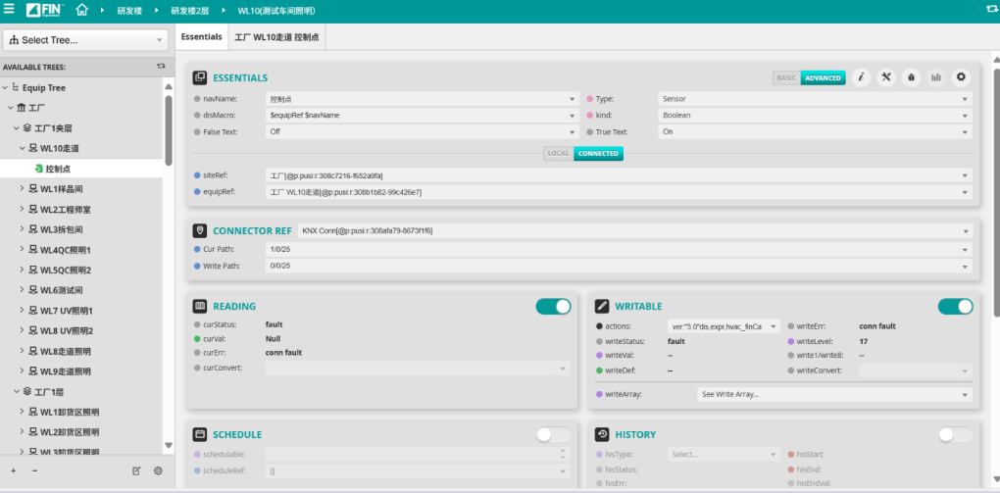 FIN 研发楼 研发楼2层 WL10(测试车间照明)
Select Tree...
Essentials 工厂 WL10走道 控制点
AVAILABLE TREES:
Equip Tree
工厂
工厂1夹层
WL10走道
控制点
WL1样品间
WL2工程师室
WL3拆包间
WL4QC照明1
WL5QC照明2
WL6测试间
WL7 UV照明1
WL8 UV照明2
WL8走道照明
WL9走道照明
工厂1层
WL1卸货区照明
WL2卸货区照明
WL3卸货区照明
ESSENTIALS BASIC ADVANCED
navName: 控制点 Type: Sensor
disMacro: $equipRef $navName kind: Boolean
False Text: Off True Text: On
LOCAL CONNECTED
siteRef: 工厂[@p:pusi:r:308c7216-f652a9fa]
equipRef: 工厂 WL10走道[@p:pusi:r:308b1b82-99c426e7]
CONNECTOR REF KNX Conn[@p:pusi:r:308afa79-8673f1f6]
Cur Path: 1/0/25
Write Path: 0/0/25
READING
curStatus: fault
curVal: Null
curErr: conn fault
curConvert:
WRITABLE
actions: ver:"3.0"dis,expr,hvac_finCa writeErr: conn fault
writeStatus: fault writeLevel: 17
writeVal: -- write1/write8: --
writeDef: -- writeConvert:
writeArray: See Write Array...
SCHEDULE
schedulable:
scheduleRef: []
HISTORY
hisType: Select... hisStart:
hisStatus: hisEnd:
hisErr: hisEndVal: